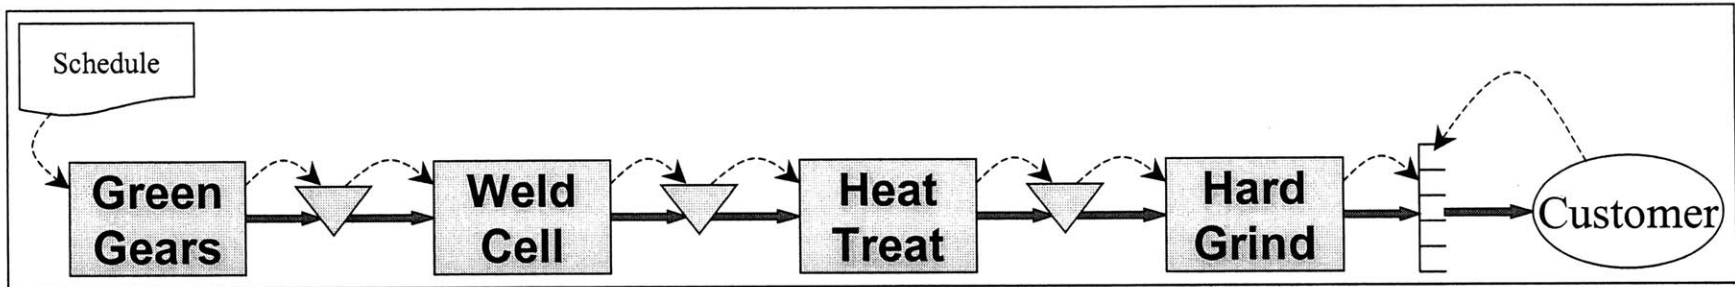 Schedule
Green
Gears
Weld
Cell
Heat
Treat
Hard
Grind
Customer